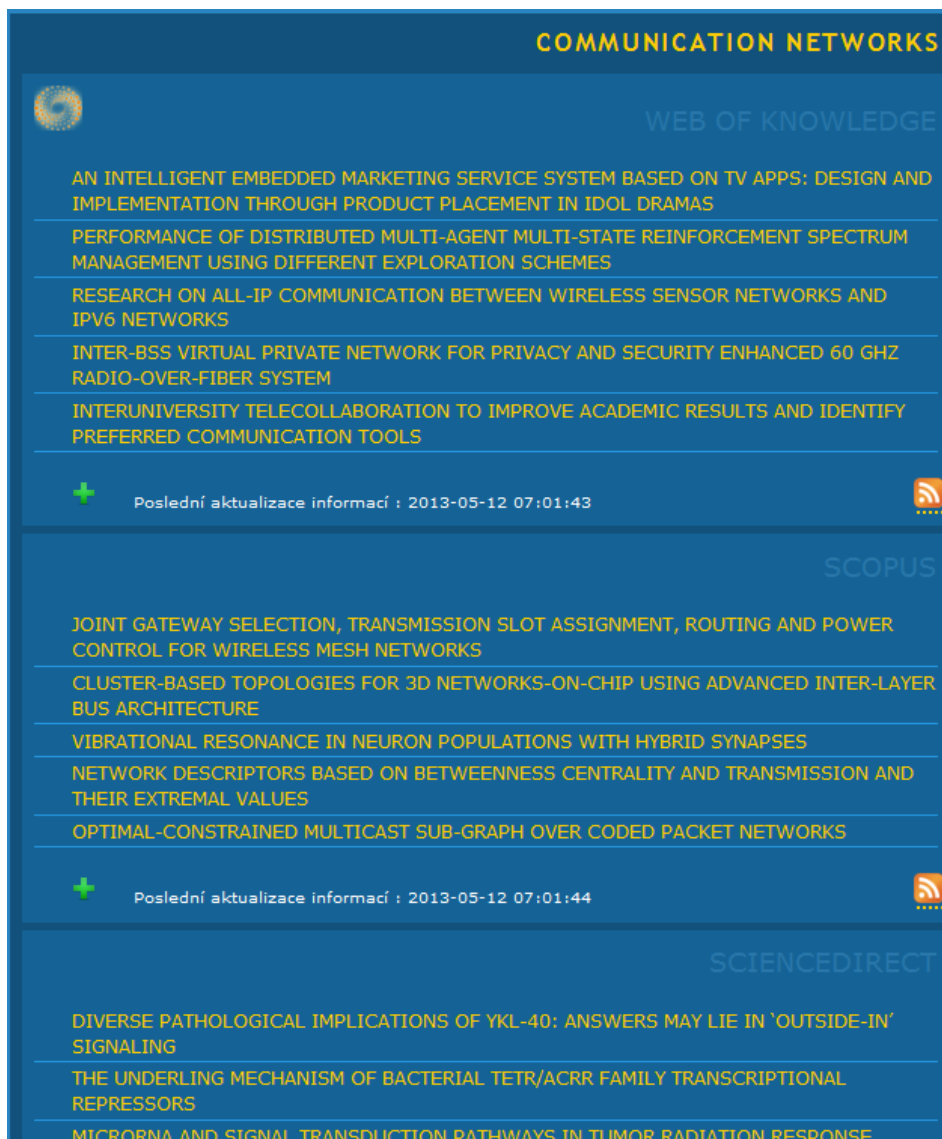 COMMUNICATION NETWORKS
WEB OF KNOWLEDGE
AN INTELLIGENT EMBEDDED MARKETING SERVICE SYSTEM BASED ON TV APPS: DESIGN AND
IMPLEMENTATION THROUGH PRODUCT PLACEMENT IN IDOL DRAMAS
PERFORMANCE OF DISTRIBUTED MULTI-AGENT MULTI-STATE REINFORCEMENT SPECTRUM
MANAGEMENT USING DIFFERENT EXPLORATION SCHEMES
RESEARCH ON ALL-IP COMMUNICATION BETWEEN WIRELESS SENSOR NETWORKS AND
IPV6 NETWORKS
INTER-BSS VIRTUAL PRIVATE NETWORK FOR PRIVACY AND SECURITY ENHANCED 60 GHZ
RADIO-OVER-FIBER SYSTEM
INTERUNIVERSITY TELECOLLABORATION TO IMPROVE ACADEMIC RESULTS AND IDENTIFY
PREFERRED COMMUNICATION TOOLS
Poslední aktualizace informací : 2013-05-12 07:01:43
SCOPUS
JOINT GATEWAY SELECTION, TRANSMISSION SLOT ASSIGNMENT, ROUTING AND POWER
CONTROL FOR WIRELESS MESH NETWORKS
CLUSTER-BASED TOPOLOGIES FOR 3D NETWORKS-ON-CHIP USING ADVANCED INTER-LAYER
BUS ARCHITECTURE
VIBRATIONAL RESONANCE IN NEURON POPULATIONS WITH HYBRID SYNAPSES
NETWORK DESCRIPTORS BASED ON BETWEENNESS CENTRALITY AND TRANSMISSION AND
THEIR EXTREMAL VALUES
OPTIMAL-CONSTRAINED MULTICAST SUB-GRAPH OVER CODED PACKET NETWORKS
Poslední aktualizace informací : 2013-05-12 07:01:44
SCIENCEDIRECT
DIVERSE PATHOLOGICAL IMPLICATIONS OF YKL-40: ANSWERS MAY LIE IN ‘OUTSIDE-IN’
SIGNALING
THE UNDERLING MECHANISM OF BACTERIAL TETR/ACRR FAMILY TRANSCRIPTIONAL
REPRESSORS
MICRORNA AND SIGNAL TRANSDUCTION PATHWAYS IN TUMOR RADIATION RESPONSE